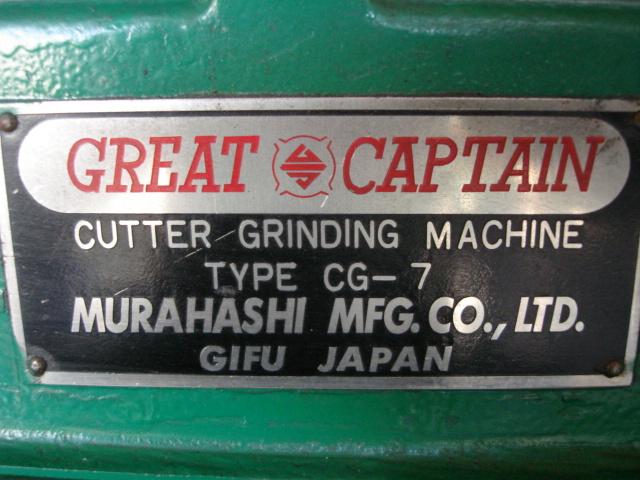 GREAT CAPTAIN
CUTTER GRINDING MACHINE
TYPE CG-7
MURAHASHI MFG. CO., LTD.
GIFU JAPAN